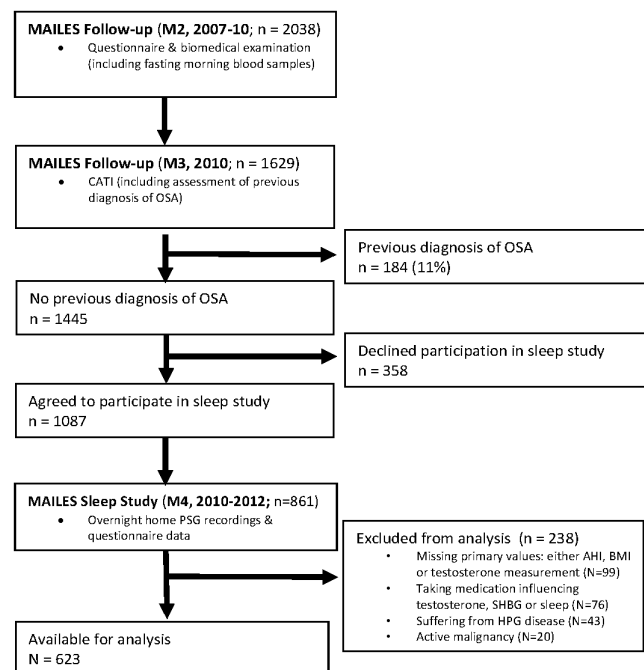 MAILES Follow-up (M2, 2007-10; n = 2038)
• Questionnaire & biomedical examination
(including fasting morning blood samples)
MAILES Follow-up (M3, 2010; n = 1629)
• CATI (including assessment of previous
diagnosis of OSA)
Previous diagnosis of OSA
n = 184 (11%)
No previous diagnosis of OSA
n = 1445
Declined participation in sleep study
n = 358
Agreed to participate in sleep study
n = 1087
MAILES Sleep Study (M4, 2010-2012; n=861)
• Overnight home PSG recordings &
questionnaire data
Excluded from analysis (n = 238)
• Missing primary values: either AHI, BMI
or testosterone measurement (N=99)
• Taking medication influencing
testosterone, SHBG or sleep (N=76)
• Suffering from HPG disease (N=43)
• Active malignancy (N=20)
Available for analysis
N = 623